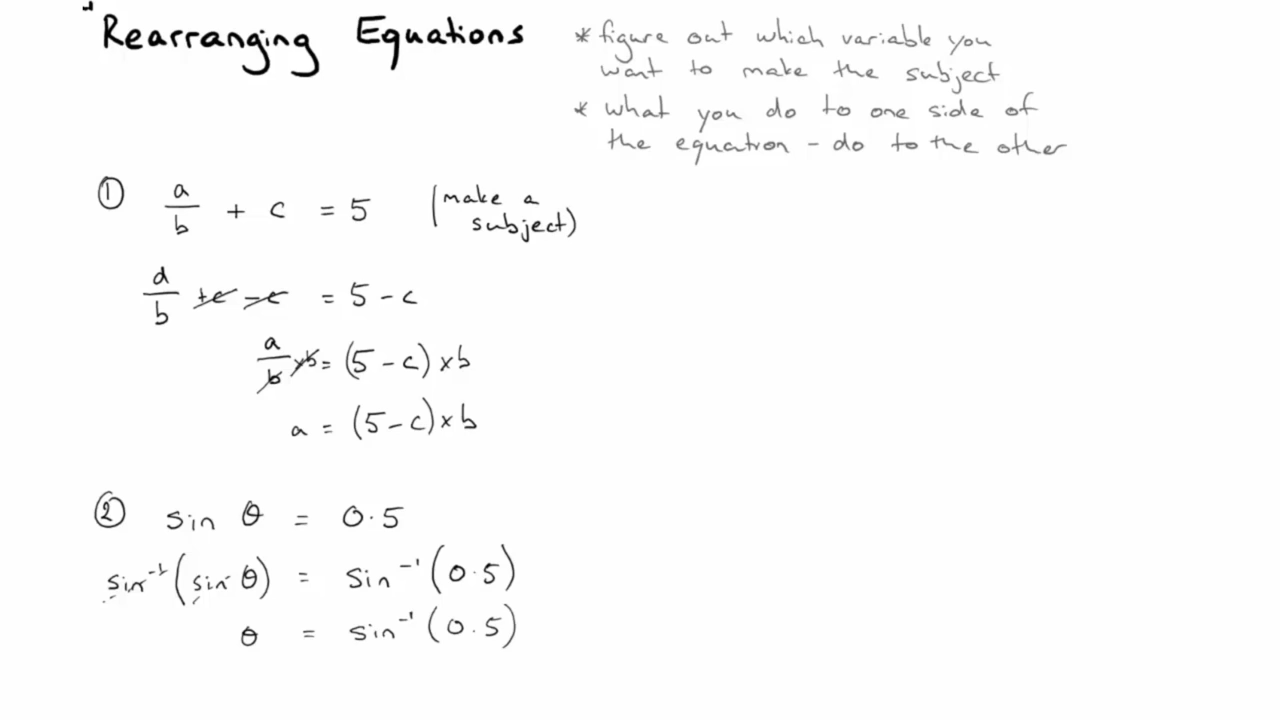 Rearranging Equations
* figure out which variable you
want to make the subject
* what you do to one side of
the equation - do to the other
① a/b + c = 5 (make a
subject)
a/b +c - c = 5 - c
a/b ×b = (5 - c) × b
a = (5 - c) × b
② sin θ = 0.5
sin⁻¹(sin θ) = sin⁻¹(0.5)
θ = sin⁻¹(0.5)